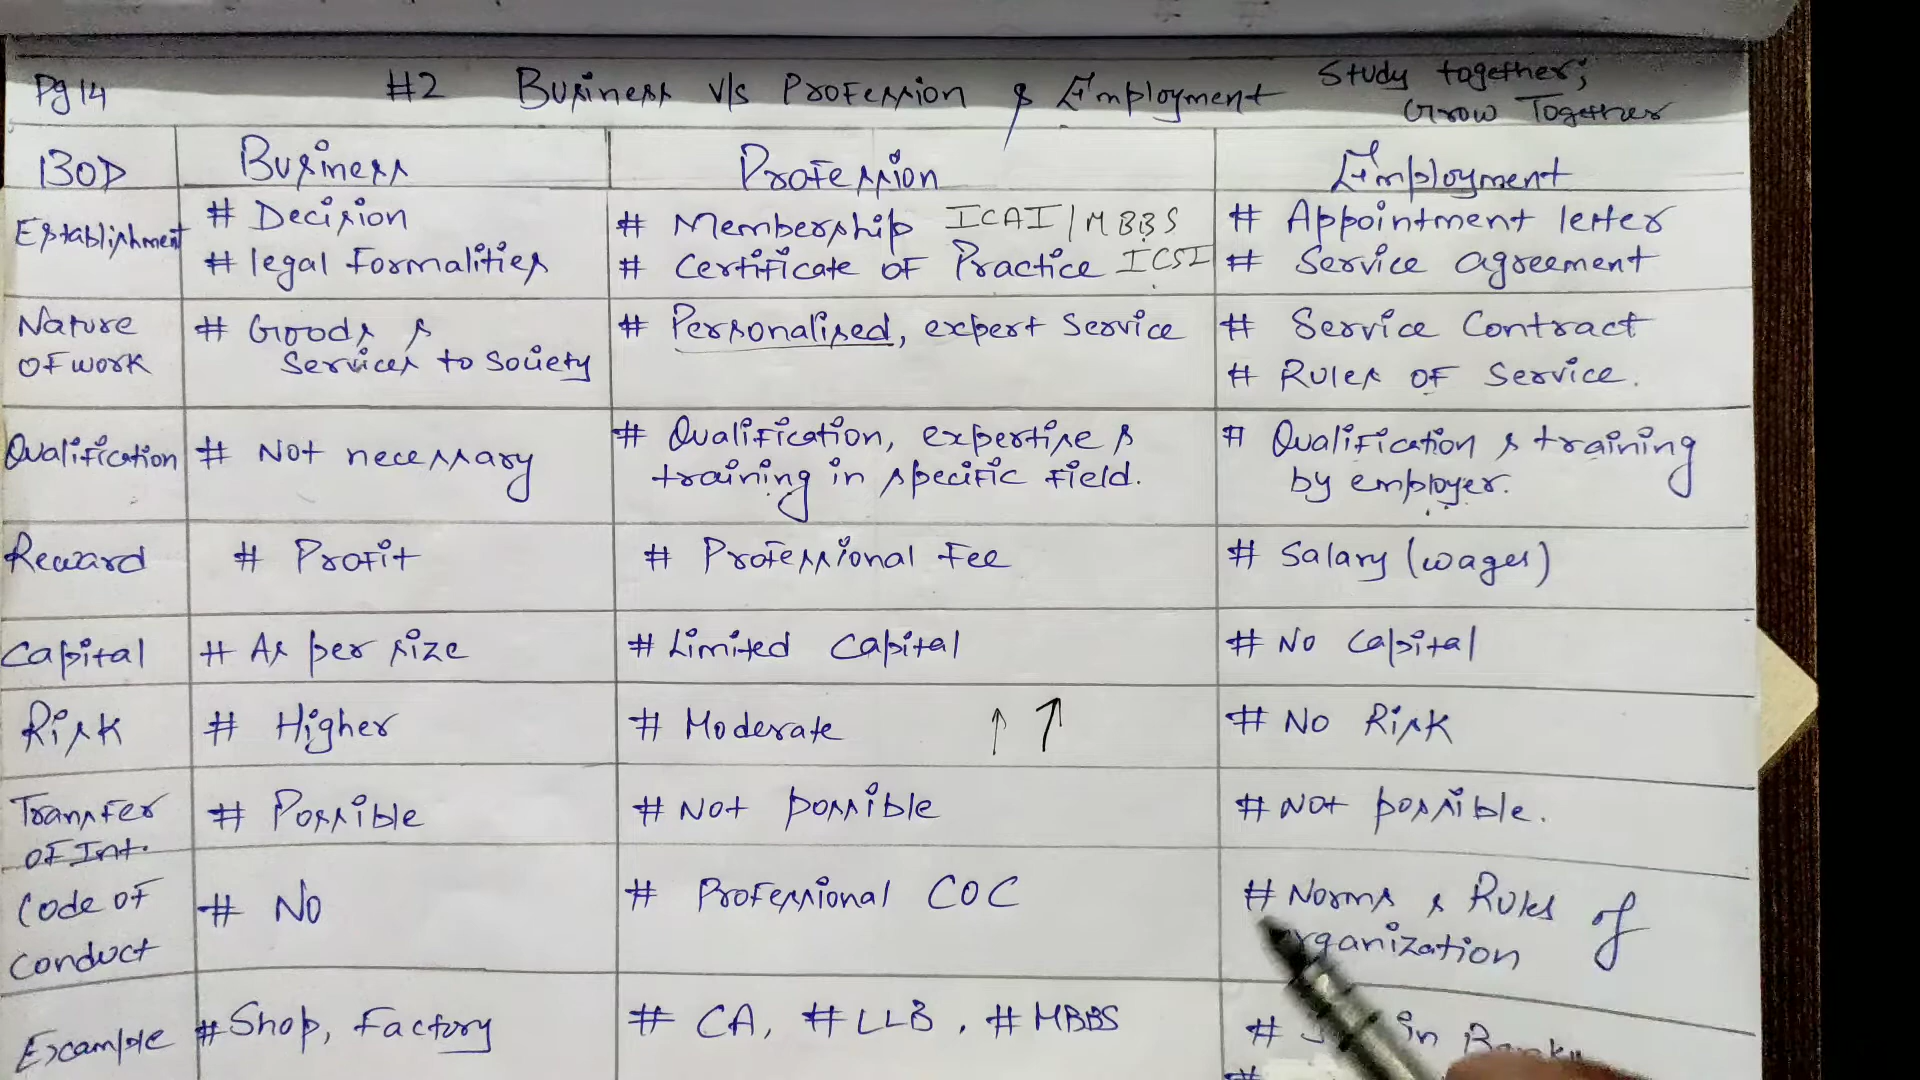 Pg 14 #2 Business v/s Profession & Employment Study together;
Grow Together
BOD Business Profession Employment
Establishment # Decision # Membership ICAI / MBBS # Appointment letter
# legal formalities # Certificate of Practice ICSI # Service agreement
Nature # Goods & # Personalised, expert Service # Service Contract
of work Services to Society # Rules of Service.
Qualification # Not necessary # Qualification, expertise & # Qualification & training
training in specific field. by employer.
Reward # Profit # Professional Fee # Salary (wages)
Capital # As per size # Limited Capital # No Capital
Risk # Higher # Moderate ↑ ↑ # No Risk
Transfer # Possible # Not possible # Not possible.
of Int.
Code of # No # Professional COC # Norms & Rules of
Conduct organization
Example # Shop, Factory # CA, # LLB, # MBBS # in
#